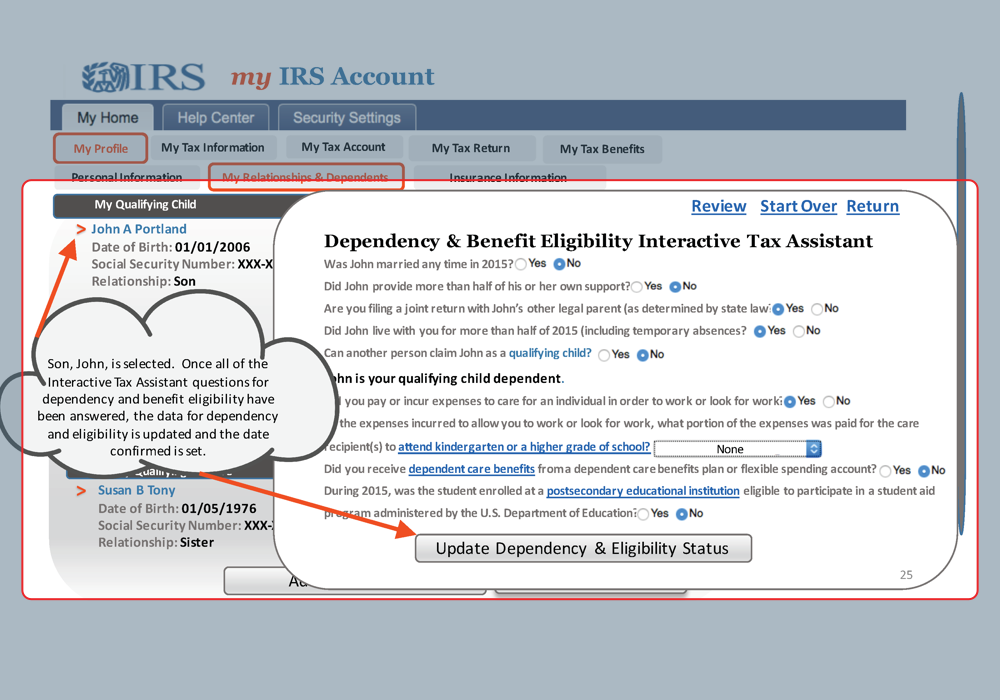 IRS my IRS Account
My Home Help Center Security Settings
My Profile My Tax Information My Tax Account My Tax Return My Tax Benefits
Personal Information My Relationships & Dependents Insurance Information
My Qualifying Child
> John A Portland
Date of Birth: 01/01/2006
Social Security Number: XXX-X
Relationship: Son
Son, John, is selected. Once all of the
Interactive Tax Assistant questions for
dependency and benefit eligibility have
been answered, the data for dependency
and eligibility is updated and the date
confirmed is set.
> Susan B Tony
Date of Birth: 01/05/1976
Social Security Number: XXX-
Relationship: Sister
Review Start Over Return
Dependency & Benefit Eligibility Interactive Tax Assistant
Was John married any time in 2015? Yes No
Did John provide more than half of his or her own support? Yes No
Are you filing a joint return with John's other legal parent (as determined by state law Yes No
Did John live with you for more than half of 2015 (including temporary absences? Yes No
Can another person claim John as a qualifying child? Yes No
hn is your qualifying child dependent.
you pay or incur expenses to care for an individual in order to work or look for work? Yes No
the expenses incurred to allow you to work or look for work, what portion of the expenses was paid for the care
recipient(s) to attend kindergarten or a higher grade of school? None
Did you receive dependent care benefits from a dependent care benefits plan or flexible spending account? Yes No
During 2015, was the student enrolled at a postsecondary educational institution eligible to participate in a student aid
program administered by the U.S. Department of Education? Yes No
Update Dependency & Eligibility Status
25